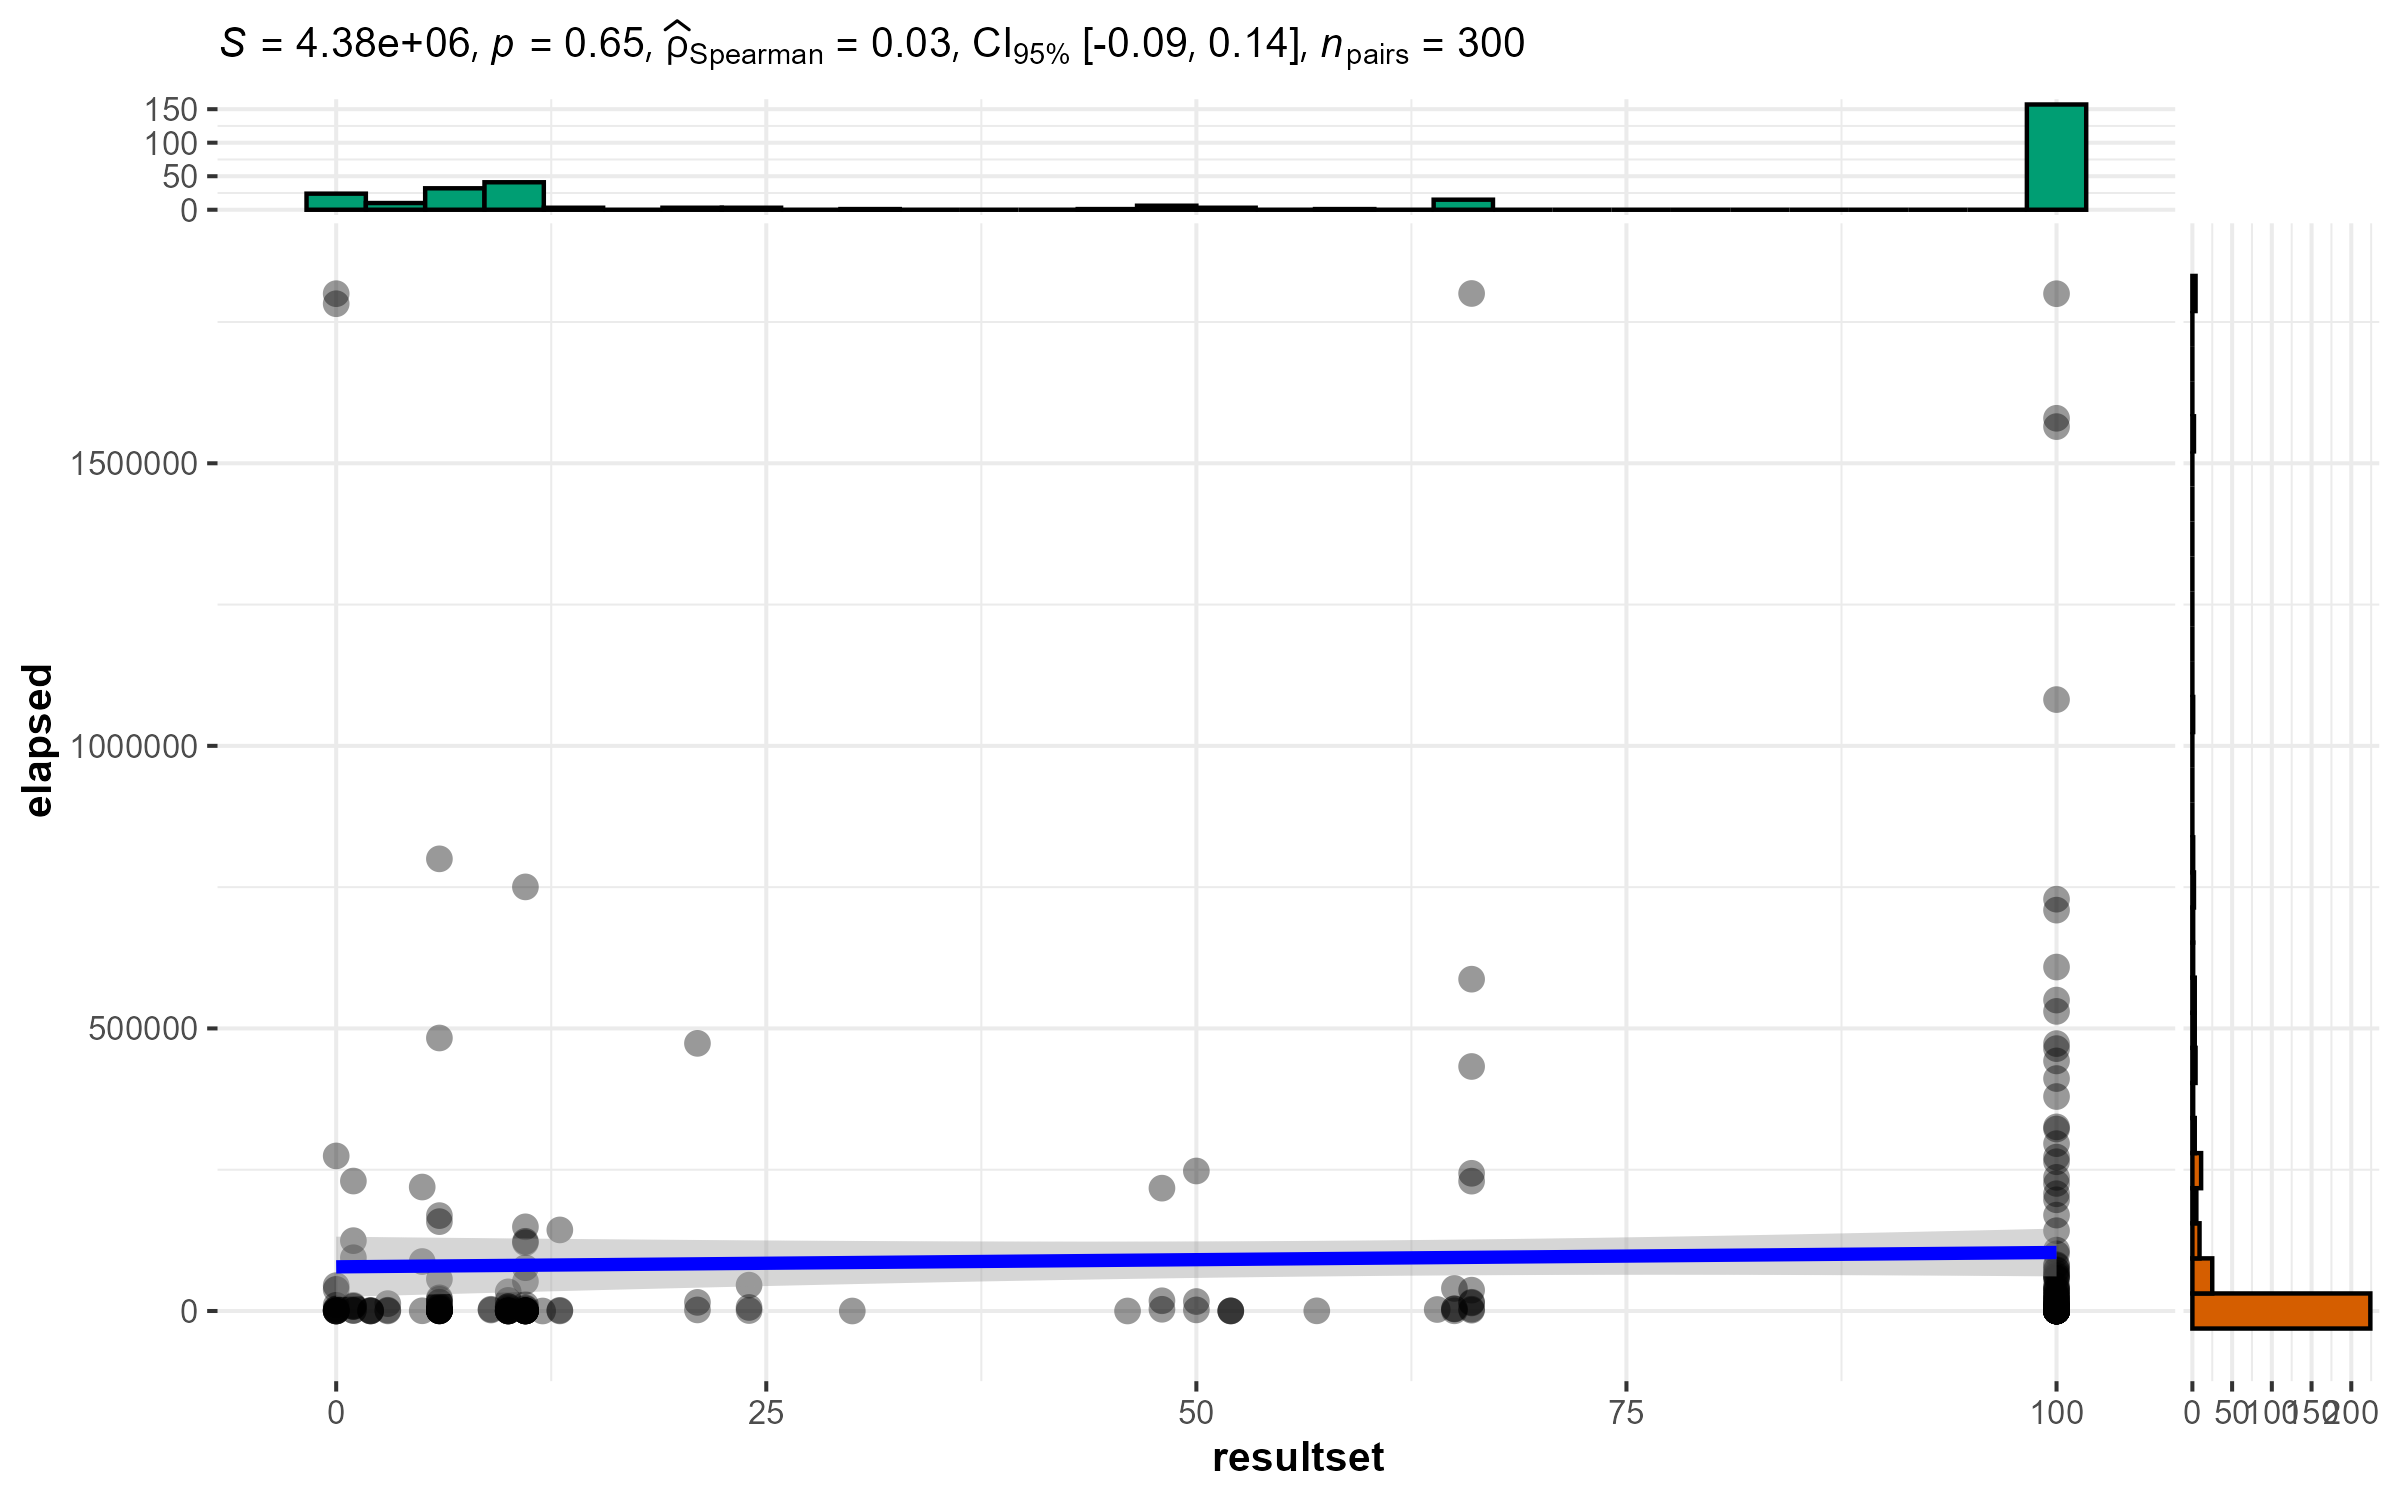 S = 4.38e+06, p = 0.65, ρ̂Spearman = 0.03, CI95% [-0.09, 0.14], npairs = 300
150
100
50
0
1500000
1000000
500000
0
elapsed
0 25 50 75 100
0 50 100 150 200
resultset